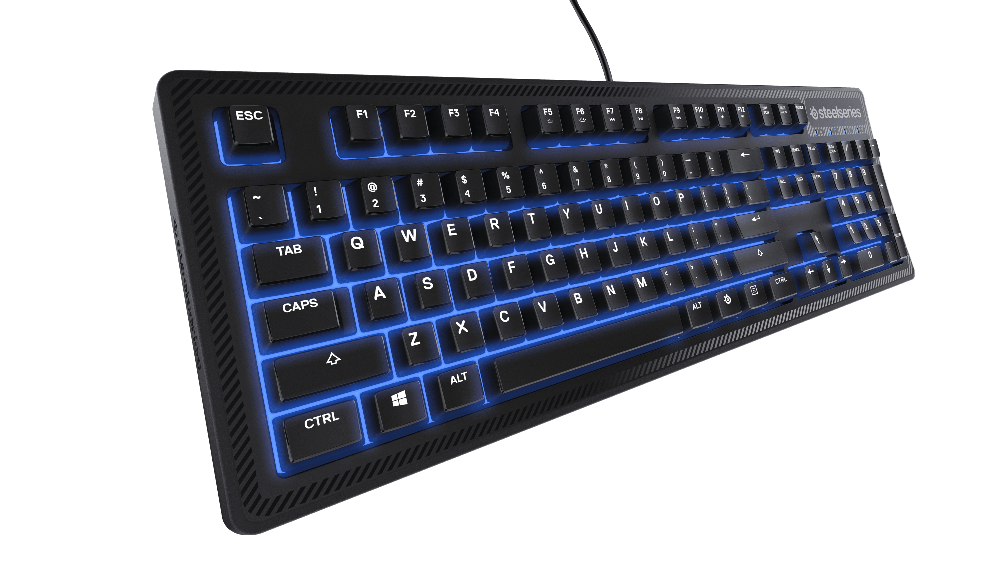 ESC F1 F2 F3 F4 F5 F6 F7 F8 F9 F10 F11 F12 PRT SCN SCRL LOCK PAUSE steelseries
~ ` ! 1 @ 2 # 3 $ 4 % 5 ^ 6 & 7 * 8 ( 9 ) 0 _ - + = INS HOME PG UP NUM LOCK / * -
TAB Q W E R T Y U I O P { [ } ] | \ DEL END PG DN 7 8 9 +
CAPS A S D F G H J K L : ; " ' 4 5 6
Z X C V B N M < , > . ? / 1 2 3 ENTER
CTRL ALT ALT CTRL 0 .
steelseries